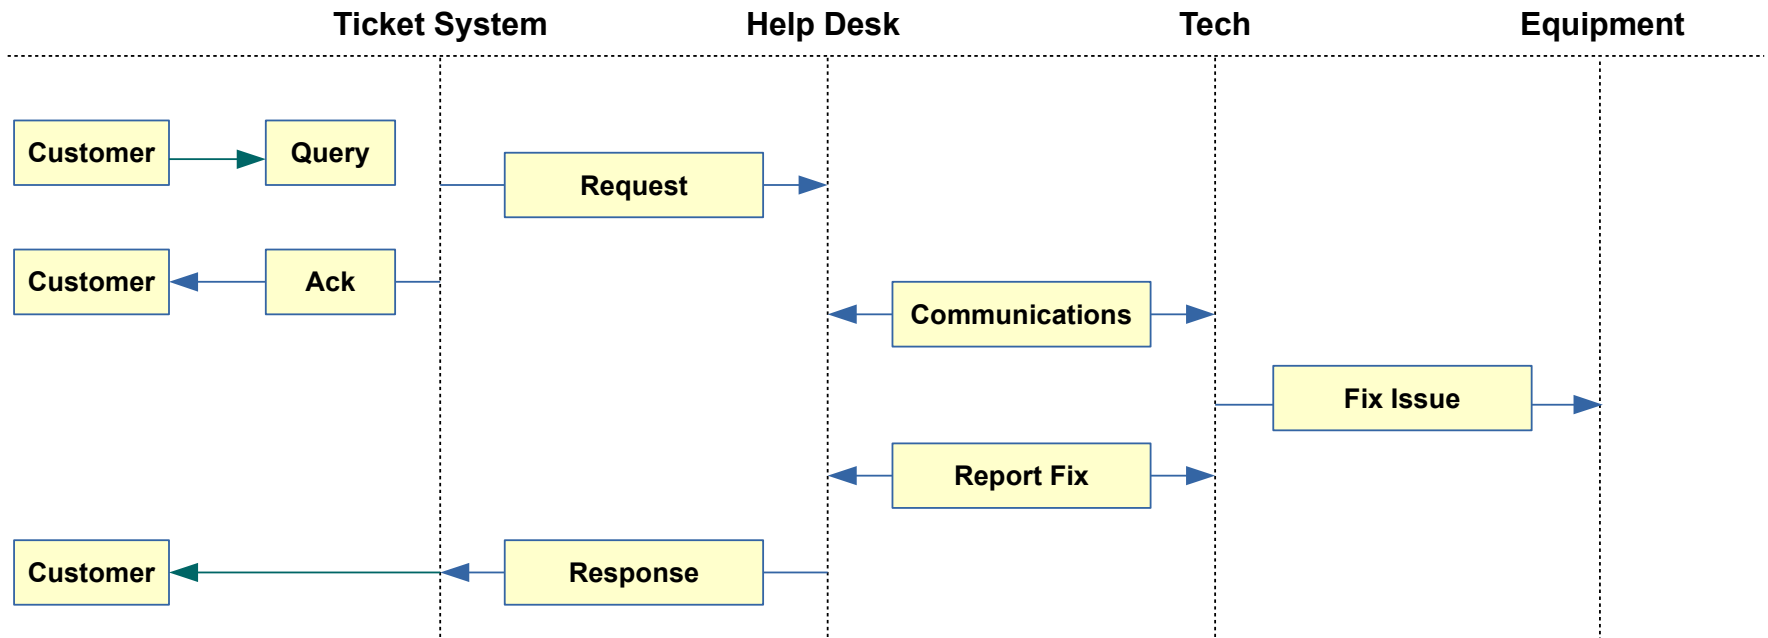 Ticket System
Help Desk
Tech
Equipment
Customer
Query
Request
Customer
Ack
Communications
Fix Issue
Report Fix
Customer
Response